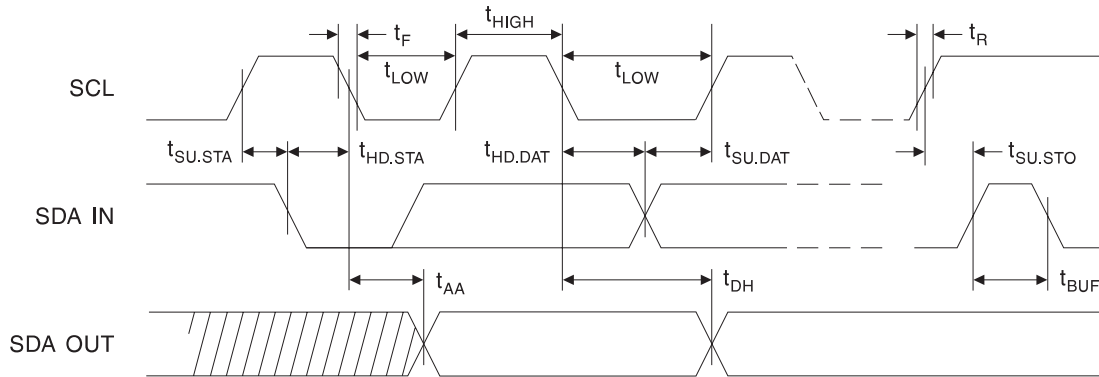 tHIGH
tF
tR
tLOW
tLOW
SCL
tSU.STA
tHD.STA
tHD.DAT
tSU.DAT
tSU.STO
SDA IN
tAA
tDH
tBUF
SDA OUT